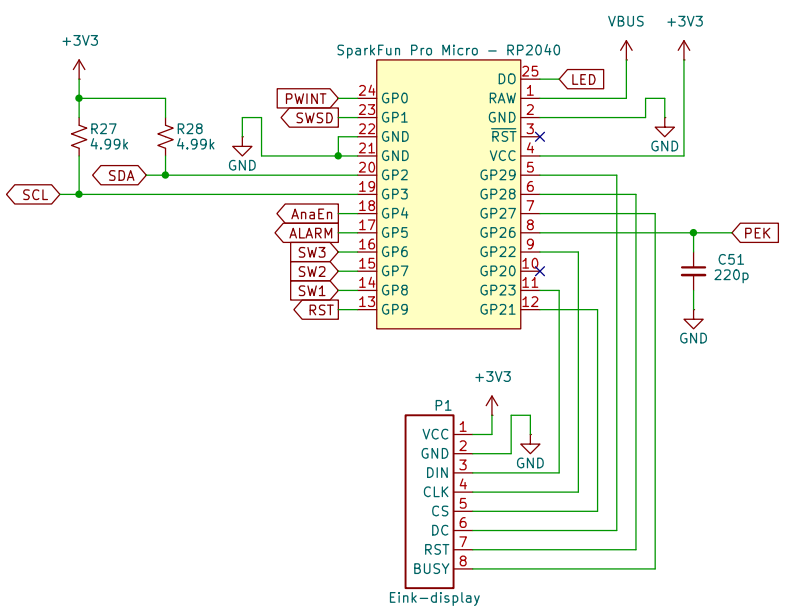 VBUS
+3V3
+3V3
SparkFun Pro Micro – RP2040
DO 25 LED
PWINT 24 GP0 RAW 1
SWSD 23 GP1 GND 2
22 GND RST 3
21 GND VCC 4
SDA 20 GP2 GP29 5
SCL 19 GP3 GP28 6
AnaEn 18 GP4 GP27 7
ALARM 17 GP5 GP26 8 PEK
SW3 16 GP6 GP22 9
SW2 15 GP7 GP20 10
SW1 14 GP8 GP23 11
RST 13 GP9 GP21 12
R27
4.99k
R28
4.99k
GND
GND
C51
220p
GND
+3V3
P1
VCC 1
GND 2
DIN 3
CLK 4
CS 5
DC 6
RST 7
BUSY 8
GND
Eink-display